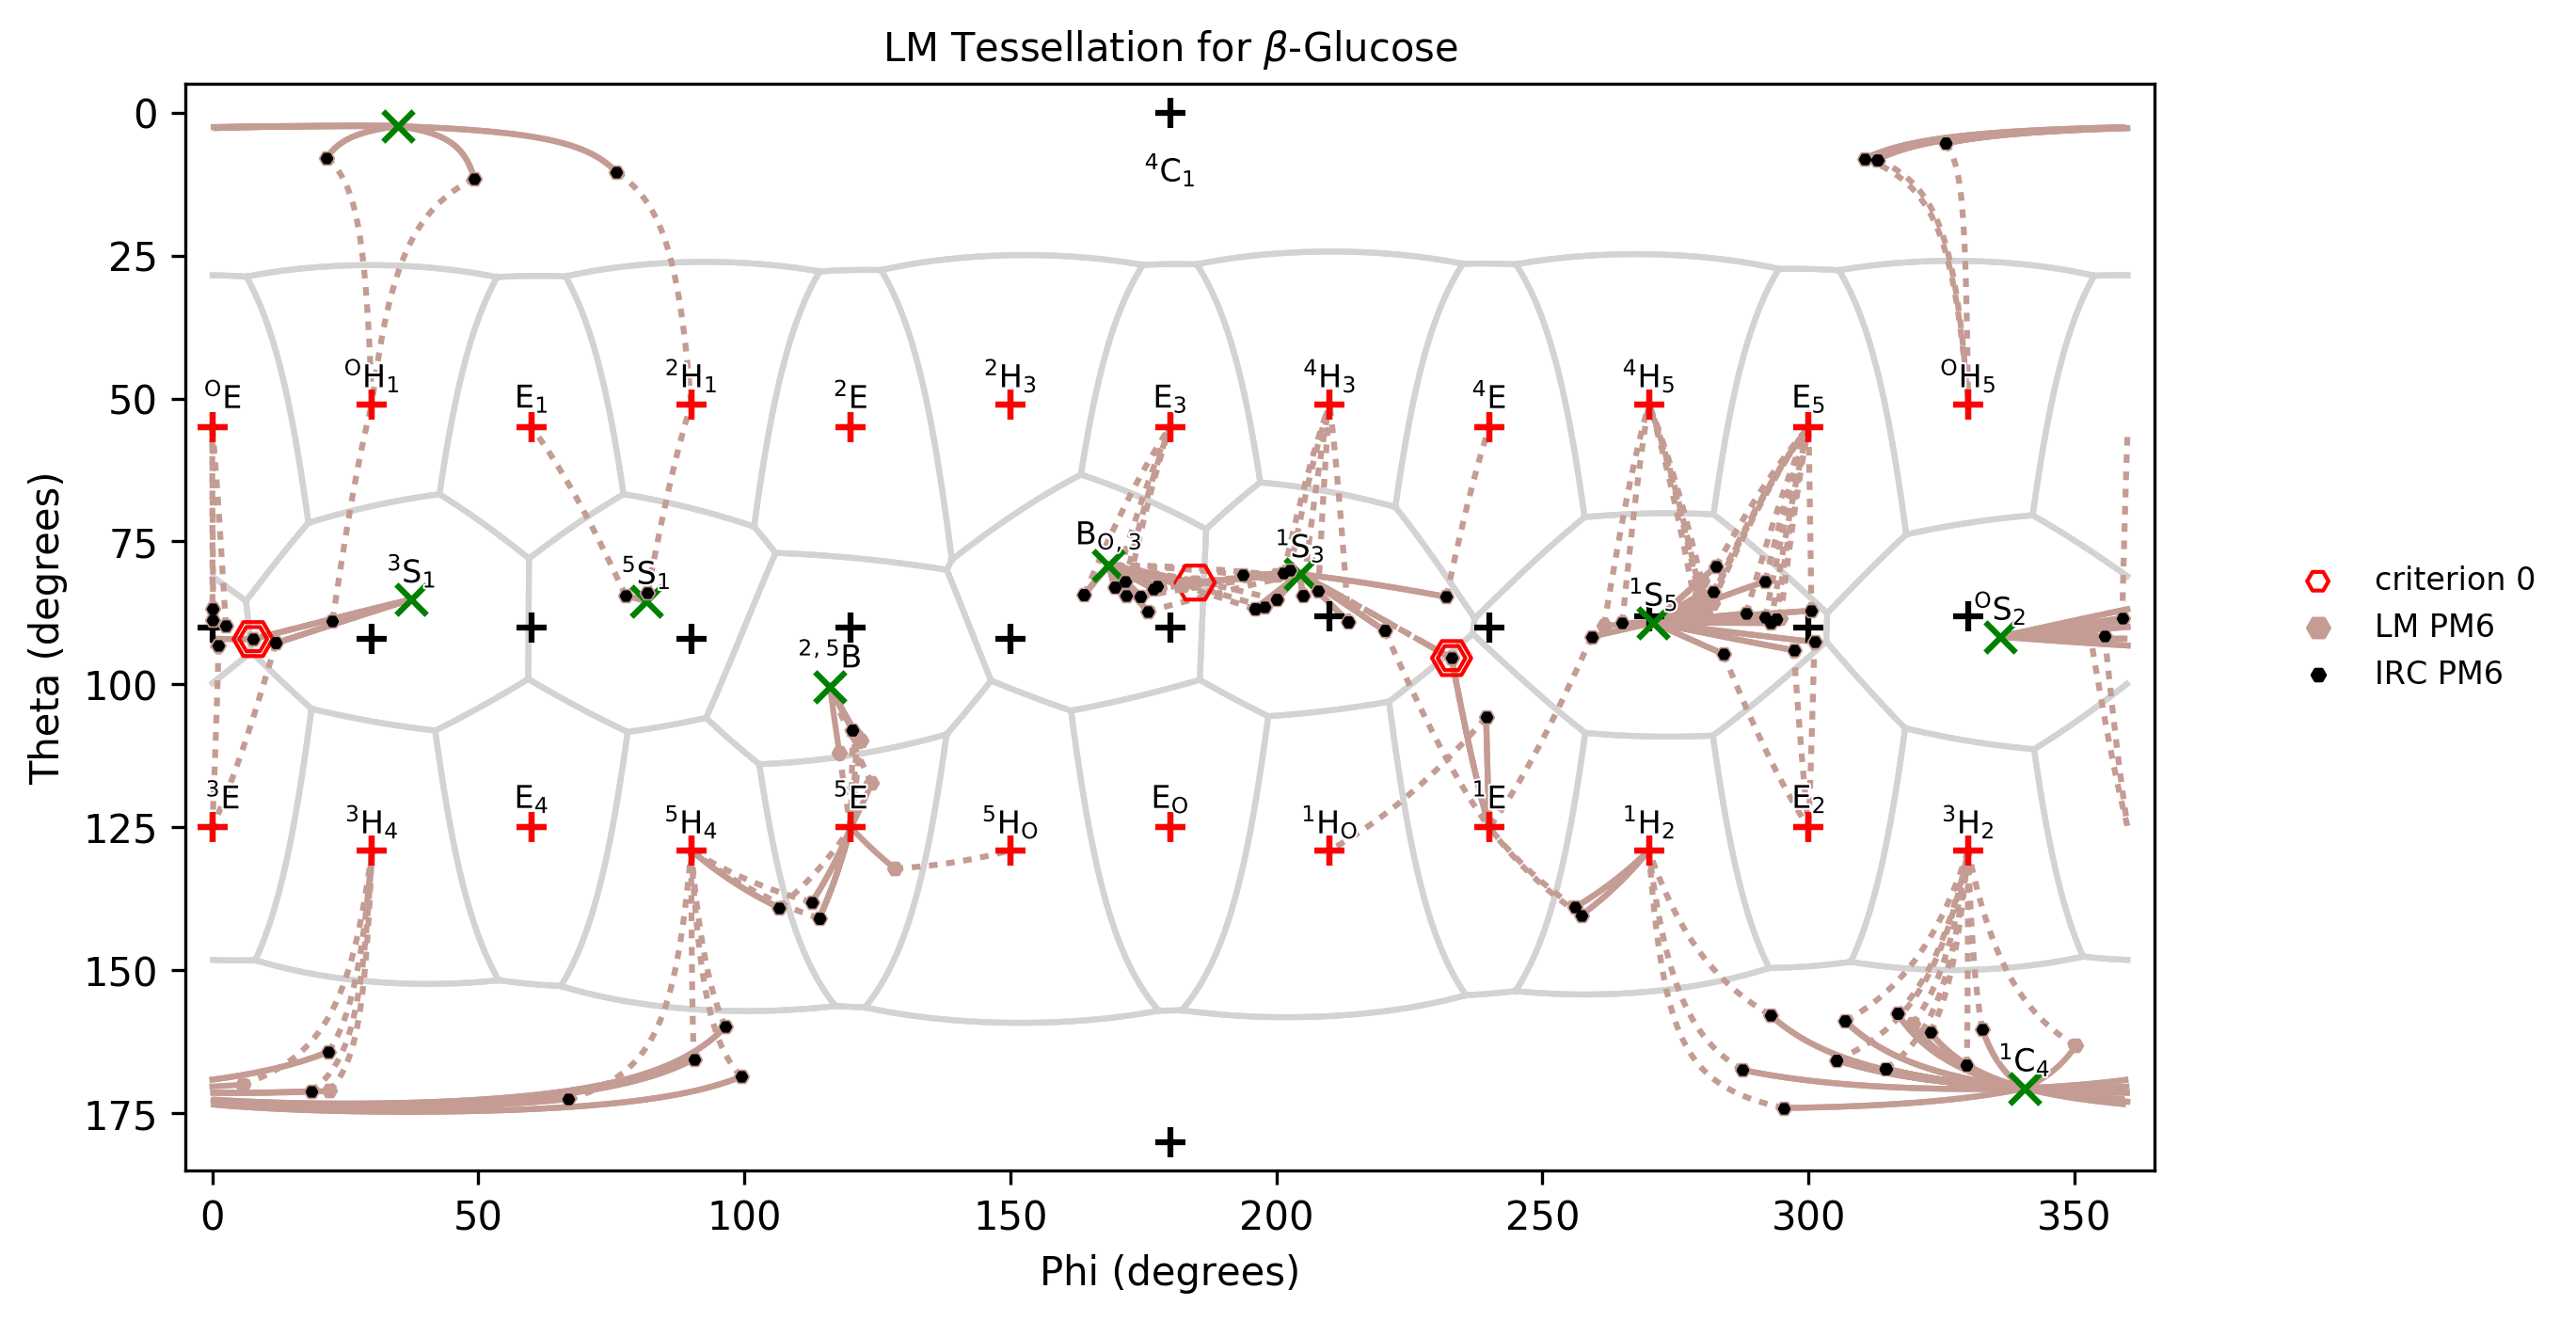 LM Tessellation for β-Glucose
Theta (degrees)
0
25
50
75
100
125
150
175
⁴C₁
ᴼE
ᴼH₁
E₁
²H₁
²E
²H₃
E₃
⁴H₃
⁴E
⁴H₅
E₅
ᴼH₅
³S₁
⁵S₁
B_O,3
¹S₃
¹S₅
ᴼS₂
²,⁵B
³E
³H₄
E₄
⁵H₄
⁵E
⁵H_O
E_O
¹H_O
¹E
¹H₂
E₂
³H₂
¹C₄
0 50 100 150 200 250 300 350
Phi (degrees)
criterion 0
LM PM6
IRC PM6